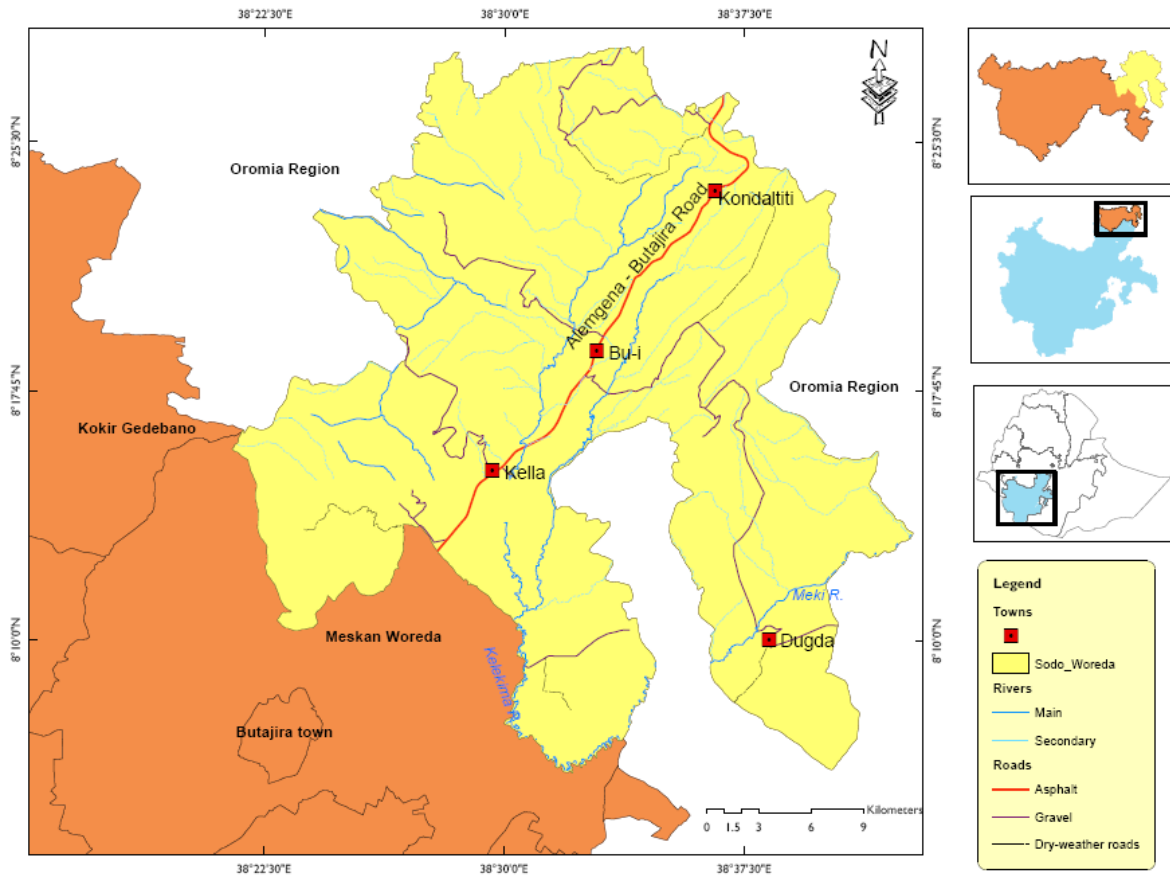 38°22'30"E
38°30'0"E
38°37'30"E
N
8°25'30"N
8°25'30"N
Oromia Region
Kondaltiti
Alemgena - Butajira Road
Bu-i
8°17'45"N
8°17'45"N
Oromia Region
Kokir Gedebano
Kella
Meki R.
Meskan Woreda
8°10'0"N
8°10'0"N
Dugda
Butajira town
Kilometers
0 1.5 3 6 9
38°22'30"E
38°30'0"E
38°37'30"E
Legend
Towns
Sodo_Woreda
Rivers
Main
Secondary
Roads
Asphalt
Gravel
Dry-weather roads